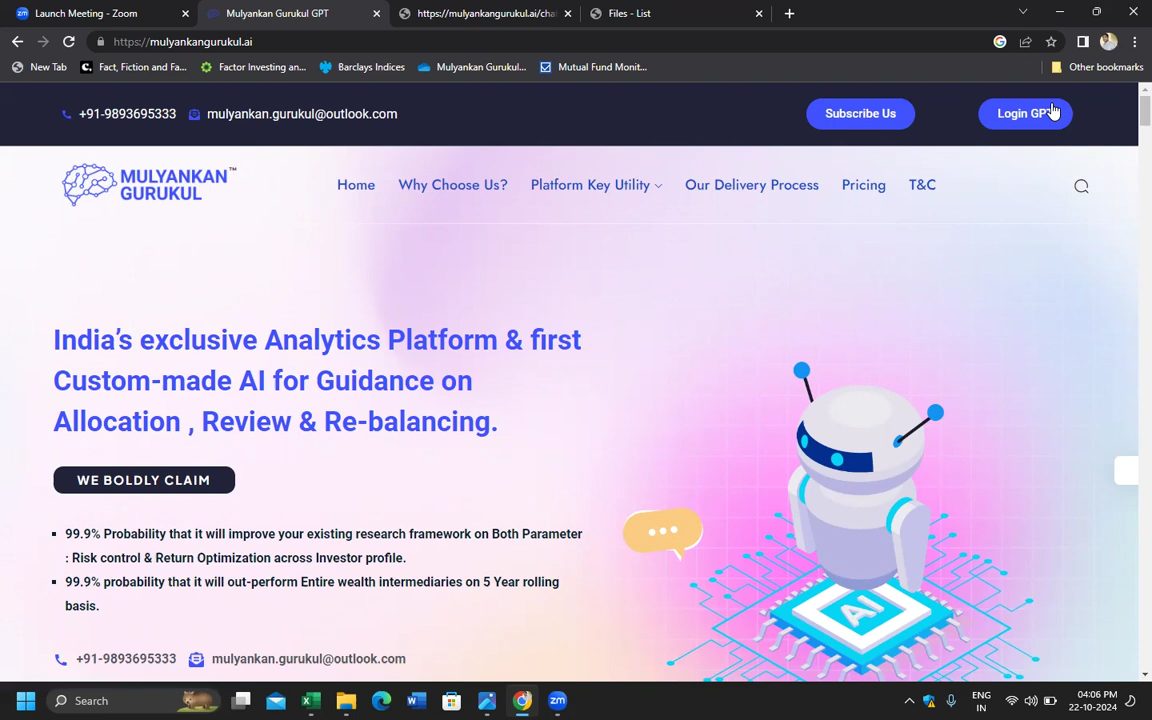 Launch Meeting - Zoom
Mulyankan Gurukul GPT
https://mulyankangurukul.ai/cha
Files - List
https://mulyankangurukul.ai
New Tab
Fact, Fiction and Fa...
Factor Investing an...
Barclays Indices
Mulyankan Gurukul...
Mutual Fund Monit...
Other bookmarks
+91-9893695333
mulyankan.gurukul@outlook.com
Subscribe Us
Login GPT
MULYANKAN™
GURUKUL
Home
Why Choose Us?
Platform Key Utility
Our Delivery Process
Pricing
T&C
India's exclusive Analytics Platform & first
Custom-made AI for Guidance on
Allocation , Review & Re-balancing.
WE BOLDLY CLAIM
99.9% Probability that it will improve your existing research framework on Both Parameter
: Risk control & Return Optimization across Investor profile.
99.9% probability that it will out-perform Entire wealth intermediaries on 5 Year rolling
basis.
+91-9893695333
mulyankan.gurukul@outlook.com
AI
Search
ENG
IN
04:06 PM
22-10-2024